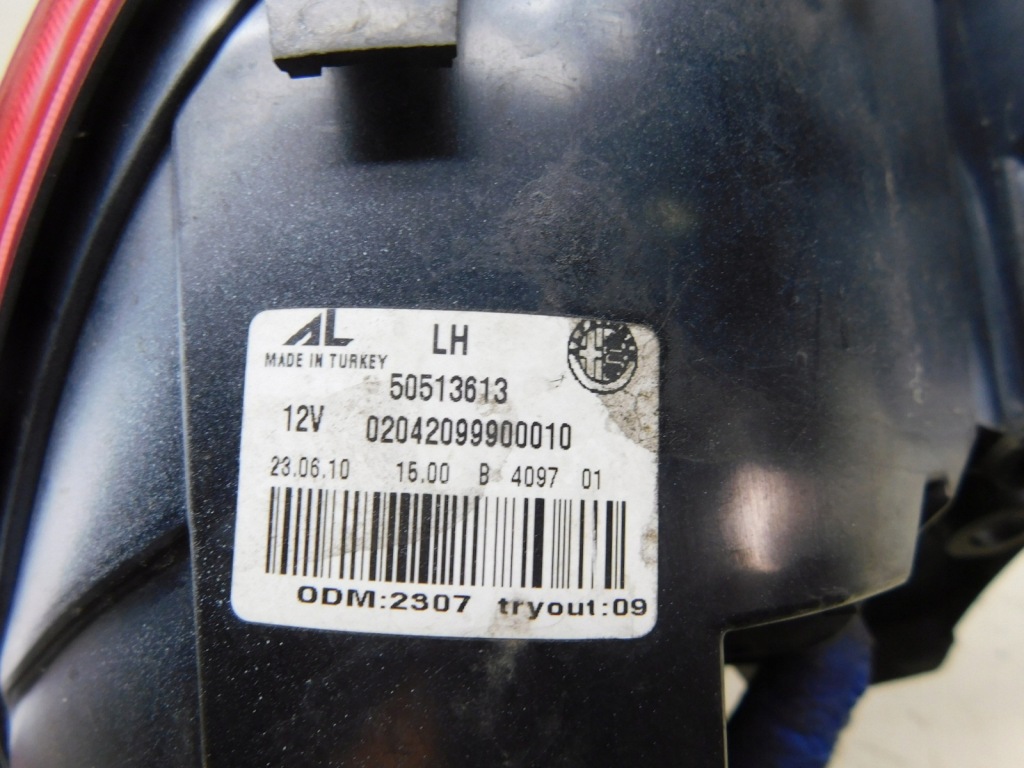 AL LH
MADE IN TURKEY
50513613
12V 02042099900010
23.06.10 15.00 B 4097 01
ODM:2307 tryout:09